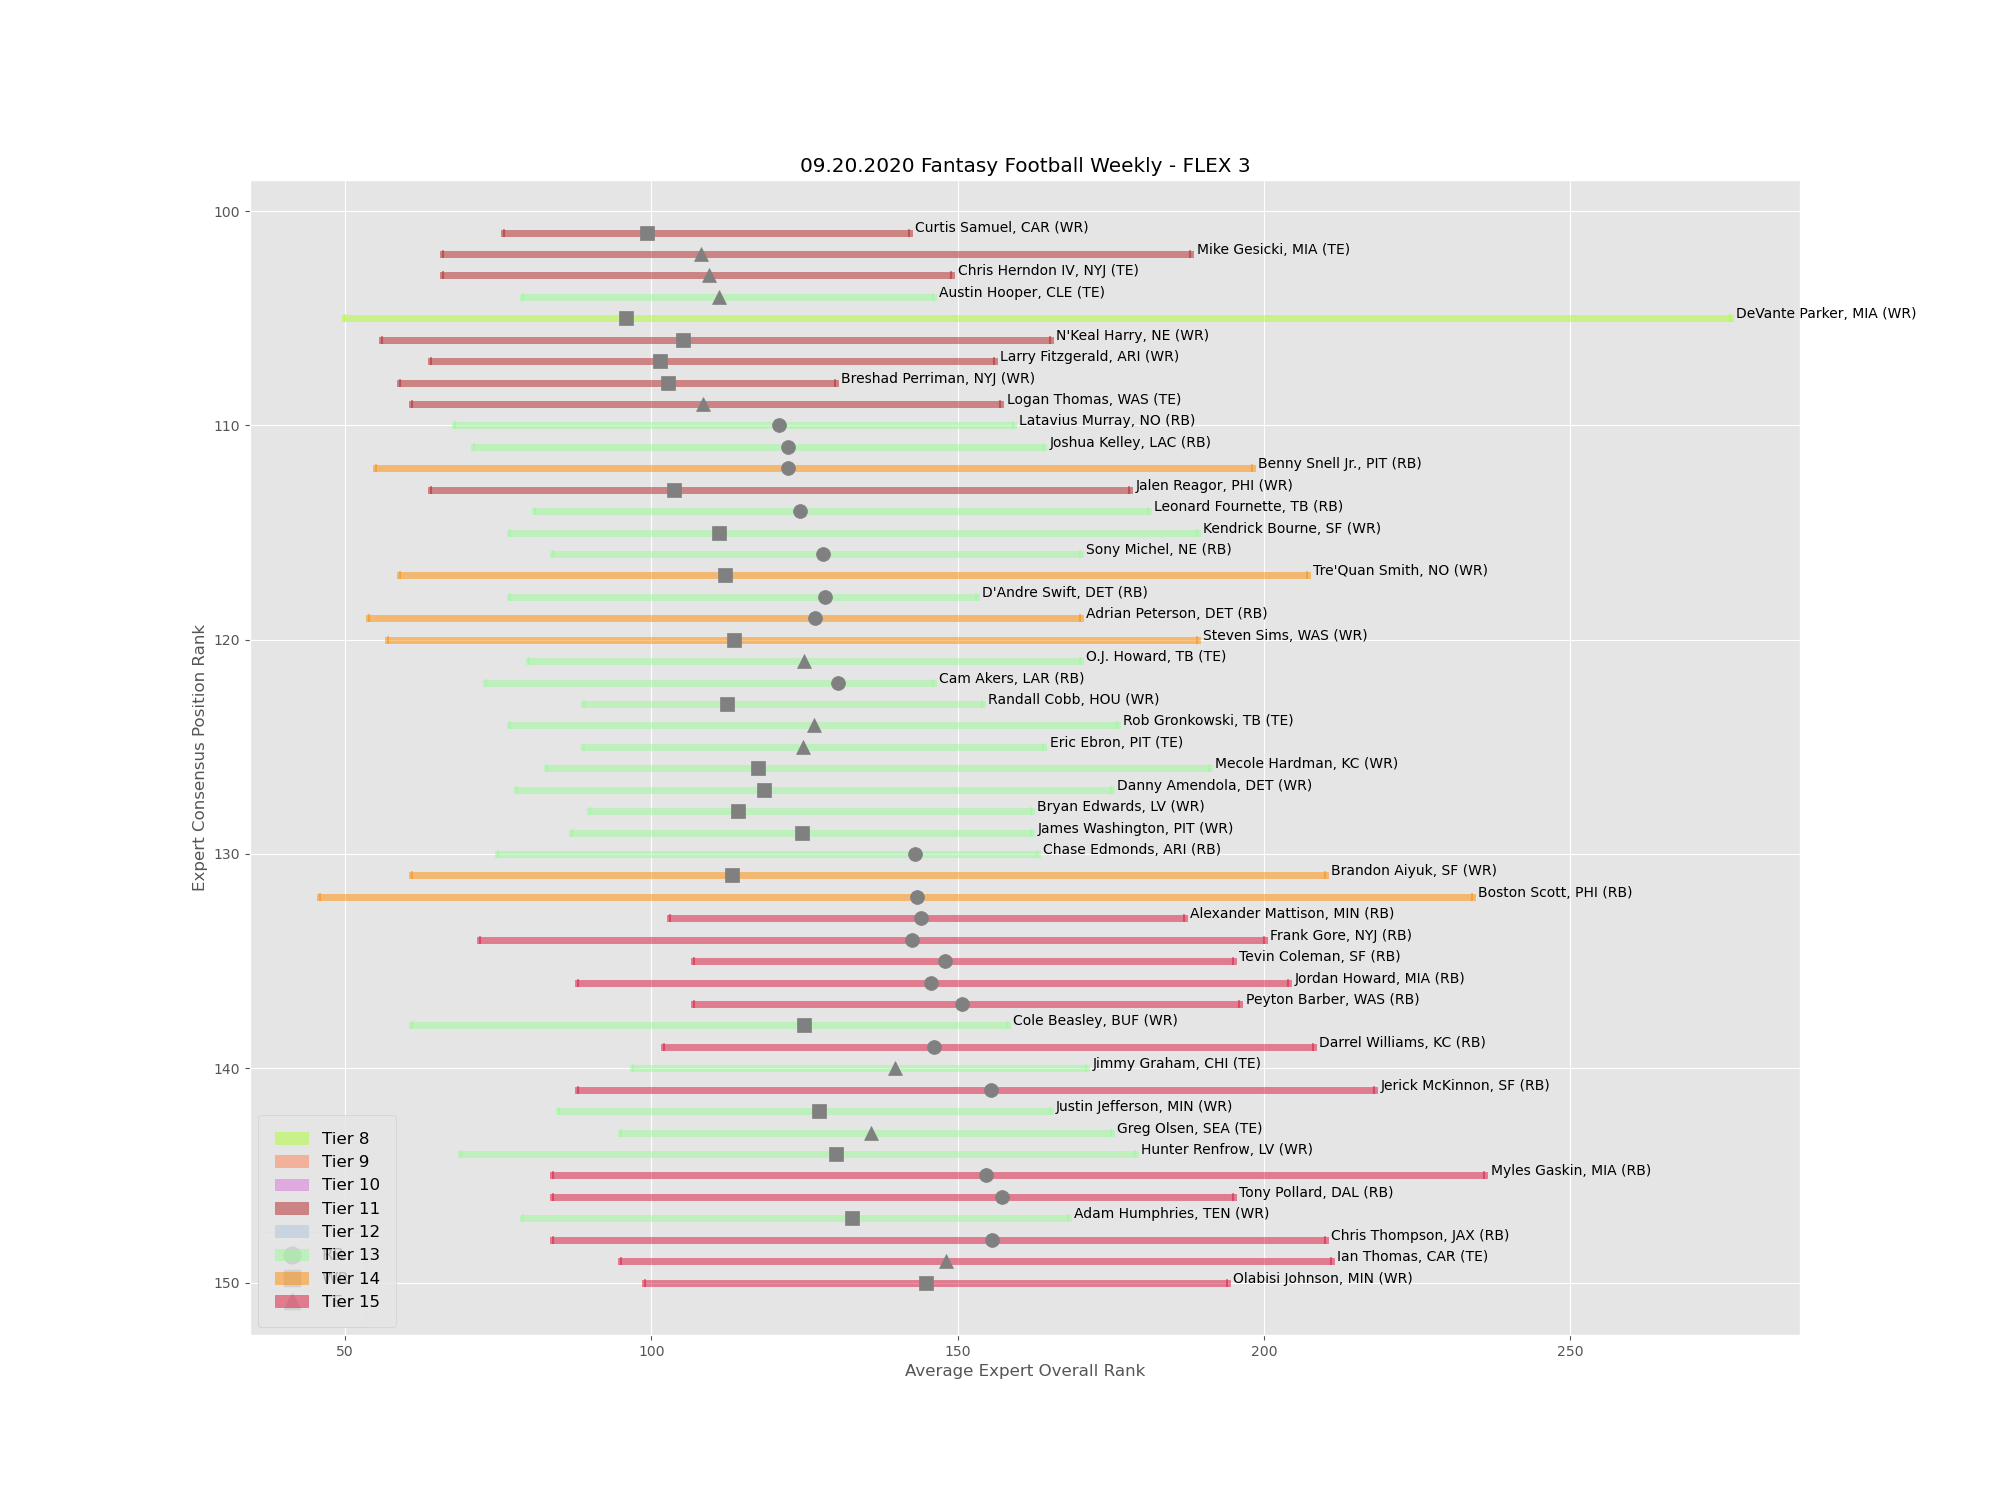 09.20.2020 Fantasy Football Weekly - FLEX 3
100
Curtis Samuel, CAR (WR)
Mike Gesicki, MIA (TE)
Chris Herndon IV, NYJ (TE)
Austin Hooper, CLE (TE)
DeVante Parker, MIA (WR)
N'Keal Harry, NE (WR)
Larry Fitzgerald, ARI (WR)
Breshad Perriman, NYJ (WR)
Logan Thomas, WAS (TE)
Latavius Murray, NO (RB)
110
Joshua Kelley, LAC (RB)
Benny Snell Jr., PIT (RB)
Jalen Reagor, PHI (WR)
Leonard Fournette, TB (RB)
Kendrick Bourne, SF (WR)
Sony Michel, NE (RB)
Tre'Quan Smith, NO (WR)
D'Andre Swift, DET (RB)
Adrian Peterson, DET (RB)
Steven Sims, WAS (WR)
120
O.J. Howard, TB (TE)
Cam Akers, LAR (RB)
Randall Cobb, HOU (WR)
Rob Gronkowski, TB (TE)
Eric Ebron, PIT (TE)
Mecole Hardman, KC (WR)
Danny Amendola, DET (WR)
Bryan Edwards, LV (WR)
James Washington, PIT (WR)
Chase Edmonds, ARI (RB)
130
Brandon Aiyuk, SF (WR)
Boston Scott, PHI (RB)
Alexander Mattison, MIN (RB)
Frank Gore, NYJ (RB)
Tevin Coleman, SF (RB)
Jordan Howard, MIA (RB)
Peyton Barber, WAS (RB)
Cole Beasley, BUF (WR)
Darrel Williams, KC (RB)
Jimmy Graham, CHI (TE)
140
Jerick McKinnon, SF (RB)
Justin Jefferson, MIN (WR)
Greg Olsen, SEA (TE)
Hunter Renfrow, LV (WR)
Myles Gaskin, MIA (RB)
Tony Pollard, DAL (RB)
Adam Humphries, TEN (WR)
Chris Thompson, JAX (RB)
Ian Thomas, CAR (TE)
Olabisi Johnson, MIN (WR)
150
Expert Consensus Position Rank
Tier 8
Tier 9
Tier 10
Tier 11
Tier 12
Tier 13
Tier 14
Tier 15
50
100
150
200
250
Average Expert Overall Rank